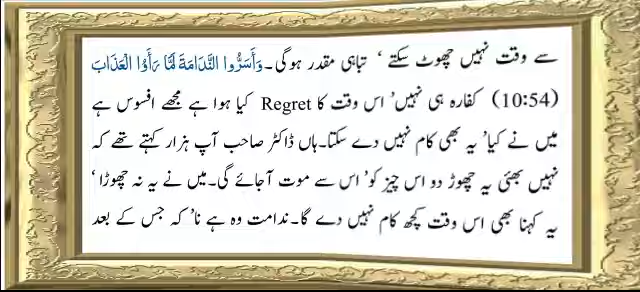 سے وقت نہیں چھوٹ سکتے ‘ تباہی مقدر ہوگی۔ وَأَسَرُّوا النَّدَامَةَ لَمَّا رَأَوُا الْعَذَابَ
(10:54) کفارہ ہی نہیں‘ اس وقت کا Regret کیا ہوا ہے مجھے افسوس ہے
میں نے کیا‘ یہ بھی کام نہیں دے سکتا۔ہاں ڈاکٹر صاحب آپ ہزار کہتے تھے کہ
نہیں بھئی یہ چھوڑ دو اس چیز کو‘ اس سے موت آجائے گی۔میں نے یہ نہ چھوڑا ‘
یہ کہنا بھی اس وقت کچھ کام نہیں دے گا۔ندامت وہ ہے نا‘ کہ جس کے بعد